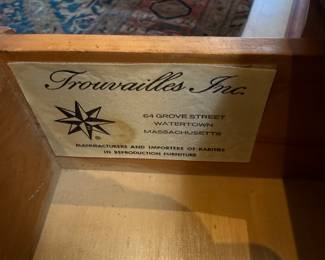 Trouvailles Inc.
64 GROVE STREET
WATERTOWN
MASSACHUSETTS
MANUFACTURERS AND IMPORTERS OF RARITIES
IN REPRODUCTION FURNITURE